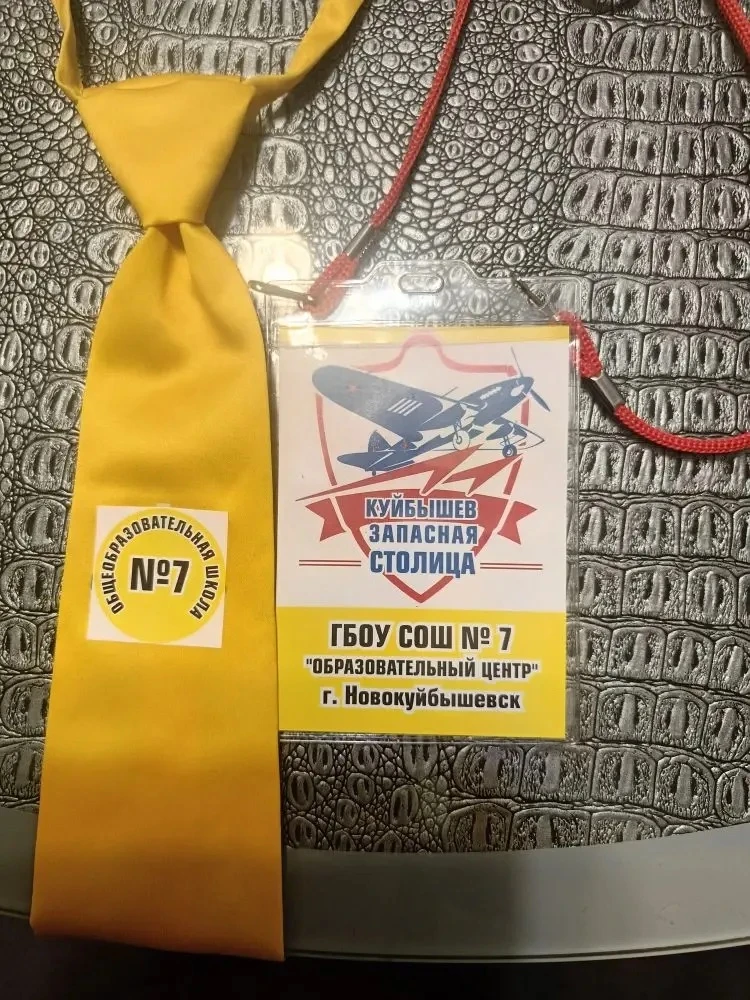 ОБЩЕОБРАЗОВАТЕЛЬНАЯ ШКОЛА
№7
КУЙБЫШЕВ
ЗАПАСНАЯ
СТОЛИЦА
ГБОУ СОШ № 7
"ОБРАЗОВАТЕЛЬНЫЙ ЦЕНТР"
г. Новокуйбышевск